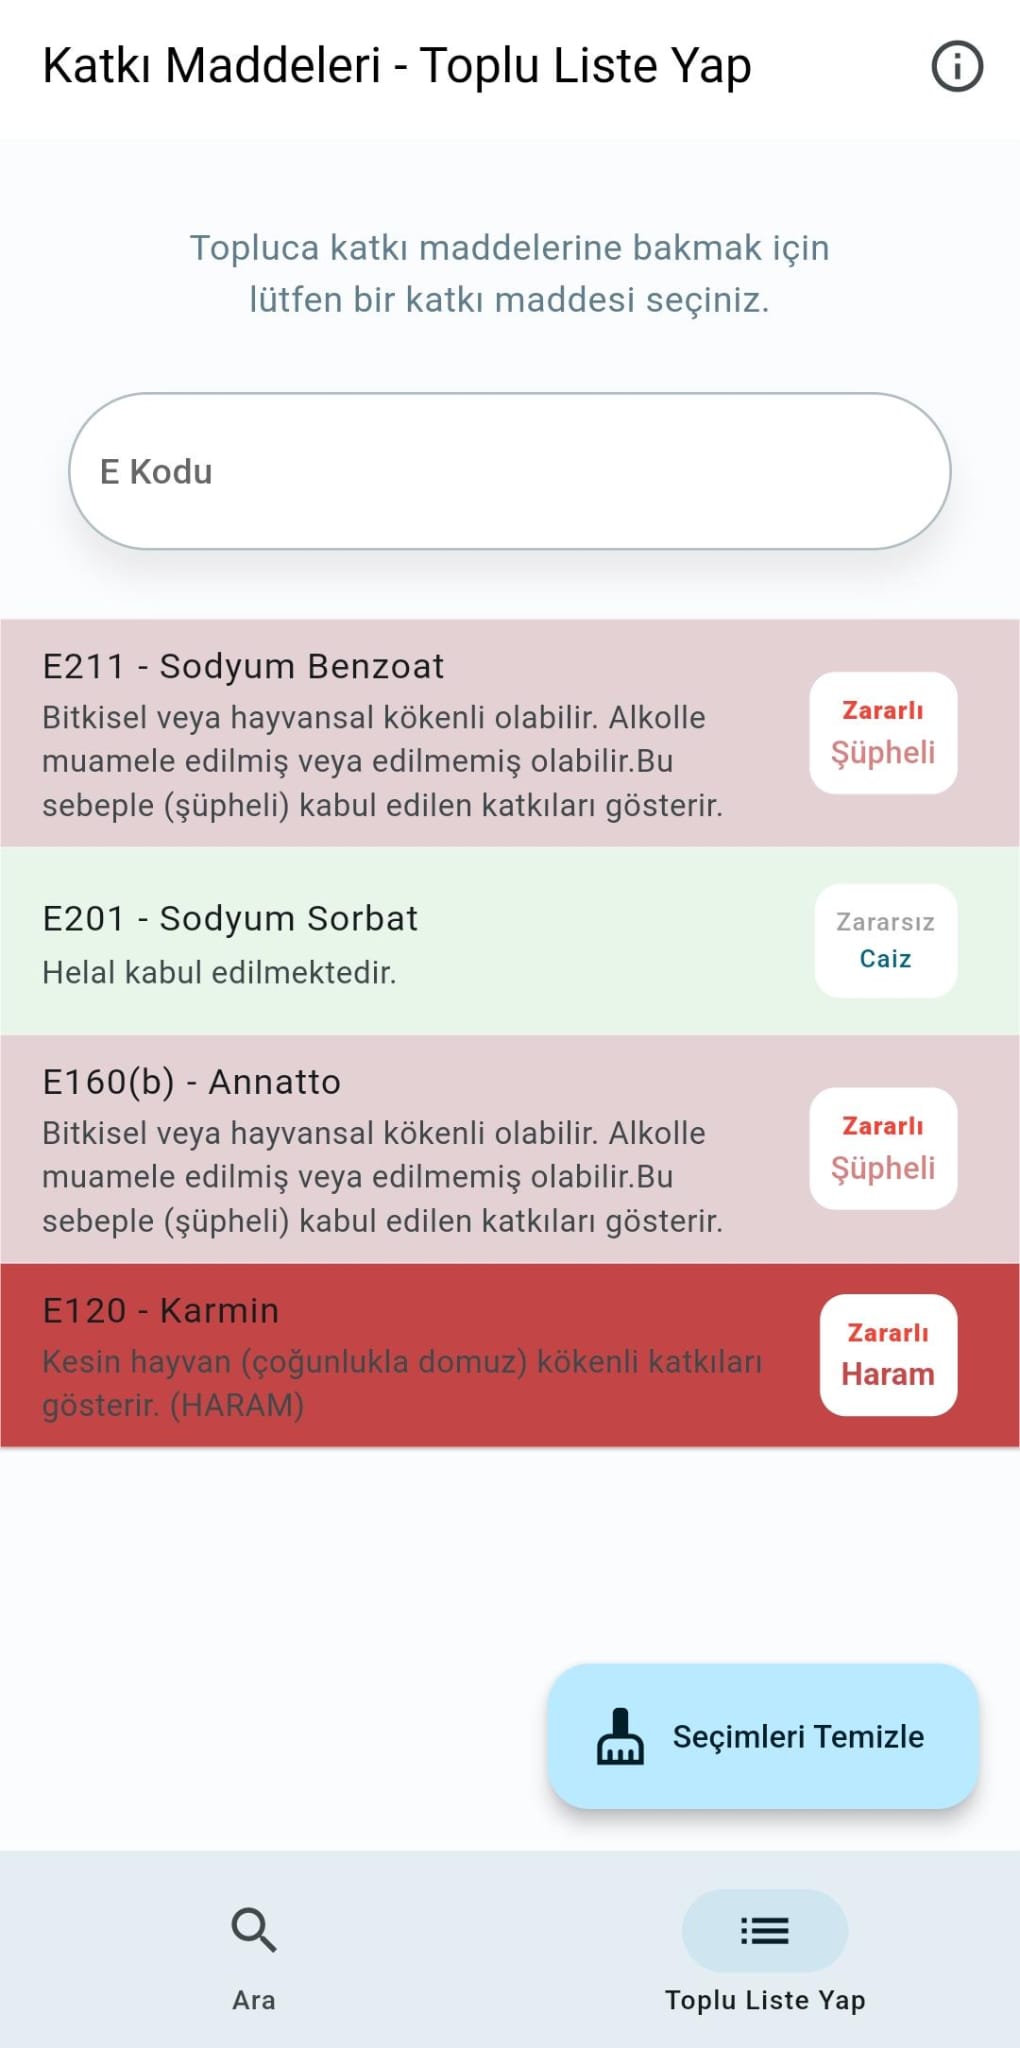 Katkı Maddeleri - Toplu Liste Yap
Topluca katkı maddelerine bakmak için
lütfen bir katkı maddesi seçiniz.
E Kodu
E211 - Sodyum Benzoat
Bitkisel veya hayvansal kökenli olabilir. Alkolle
muamele edilmiş veya edilmemiş olabilir.Bu
sebeple (şüpheli) kabul edilen katkıları gösterir.
Zararlı
Şüpheli
E201 - Sodyum Sorbat
Helal kabul edilmektedir.
Zararsız
Caiz
E160(b) - Annatto
Bitkisel veya hayvansal kökenli olabilir. Alkolle
muamele edilmiş veya edilmemiş olabilir.Bu
sebeple (şüpheli) kabul edilen katkıları gösterir.
Zararlı
Şüpheli
E120 - Karmin
Kesin hayvan (çoğunlukla domuz) kökenli katkıları
gösterir. (HARAM)
Zararlı
Haram
Seçimleri Temizle
Ara
Toplu Liste Yap